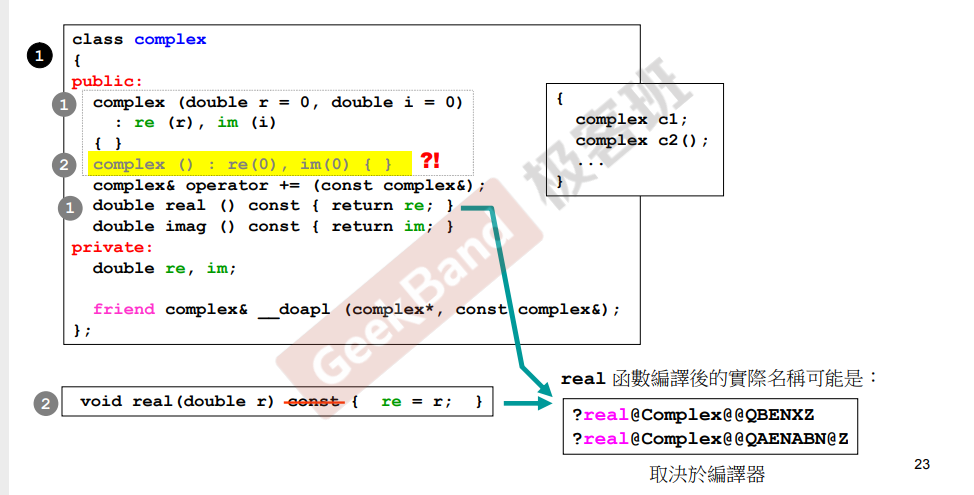 1
class complex
{
public:
1 complex (double r = 0, double i = 0)
: re (r), im (i)
{ }
2 complex () : re(0), im(0) { } ?!
complex& operator += (const complex&);
1 double real () const { return re; }
double imag () const { return im; }
private:
double re, im;
friend complex& __doapl (complex*, const complex&);
};
{
complex c1;
complex c2();
...
}
GeekBand 极客班
2 void real(double r) const { re = r; }
real 函數編譯後的實際名稱可能是：
?real@Complex@@QBENXZ
?real@Complex@@QAENABN@Z
取決於編譯器
23